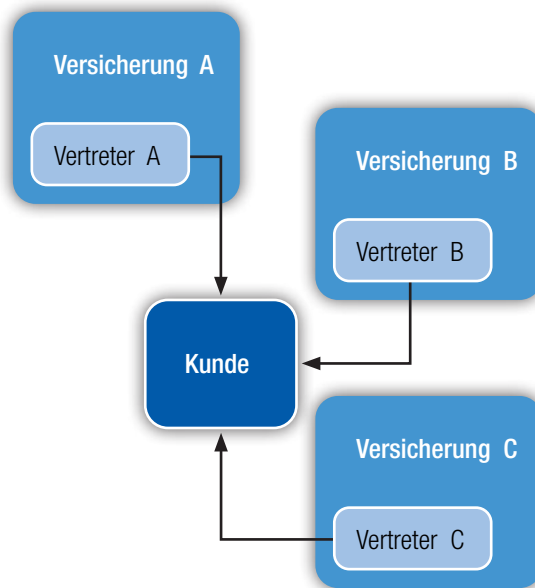 Versicherung A
Vertreter A
Versicherung B
Vertreter B
Kunde
Versicherung C
Vertreter C